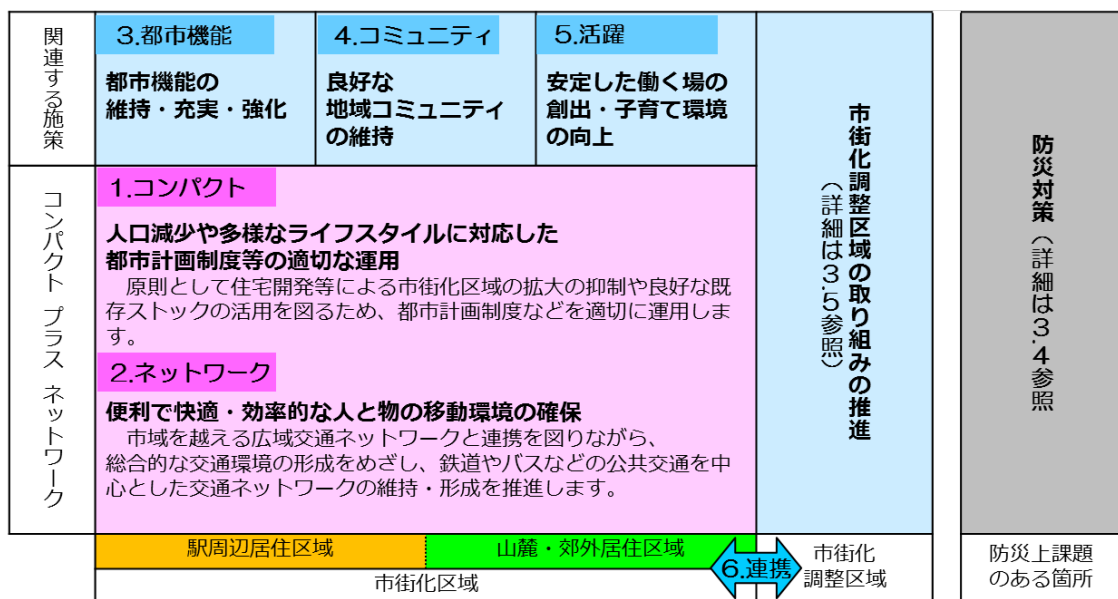 関連する施策
3.都市機能
都市機能の
維持・充実・強化
4.コミュニティ
良好な
地域コミュニティ
の維持
5.活躍
安定した働く場の
創出・子育て環境
の向上
コンパクト プラス ネットワーク
1.コンパクト
人口減少や多様なライフスタイルに対応した
都市計画制度等の適切な運用
原則として住宅開発等による市街化区域の拡大の抑制や良好な既
存ストックの活用を図るため、都市計画制度などを適切に運用しま
す。
2.ネットワーク
便利で快適・効率的な人と物の移動環境の確保
市域を越える広域交通ネットワークと連携を図りながら、
総合的な交通環境の形成をめざし、鉄道やバスなどの公共交通を中
心とした交通ネットワークの維持・形成を推進します。
市街化調整区域の取り組みの推進
（詳細は3.5参照）
防災対策（詳細は3.4参照
駅周辺居住区域
山麓・郊外居住区域
市街化区域
6.連携
市街化
調整区域
防災上課題
のある箇所